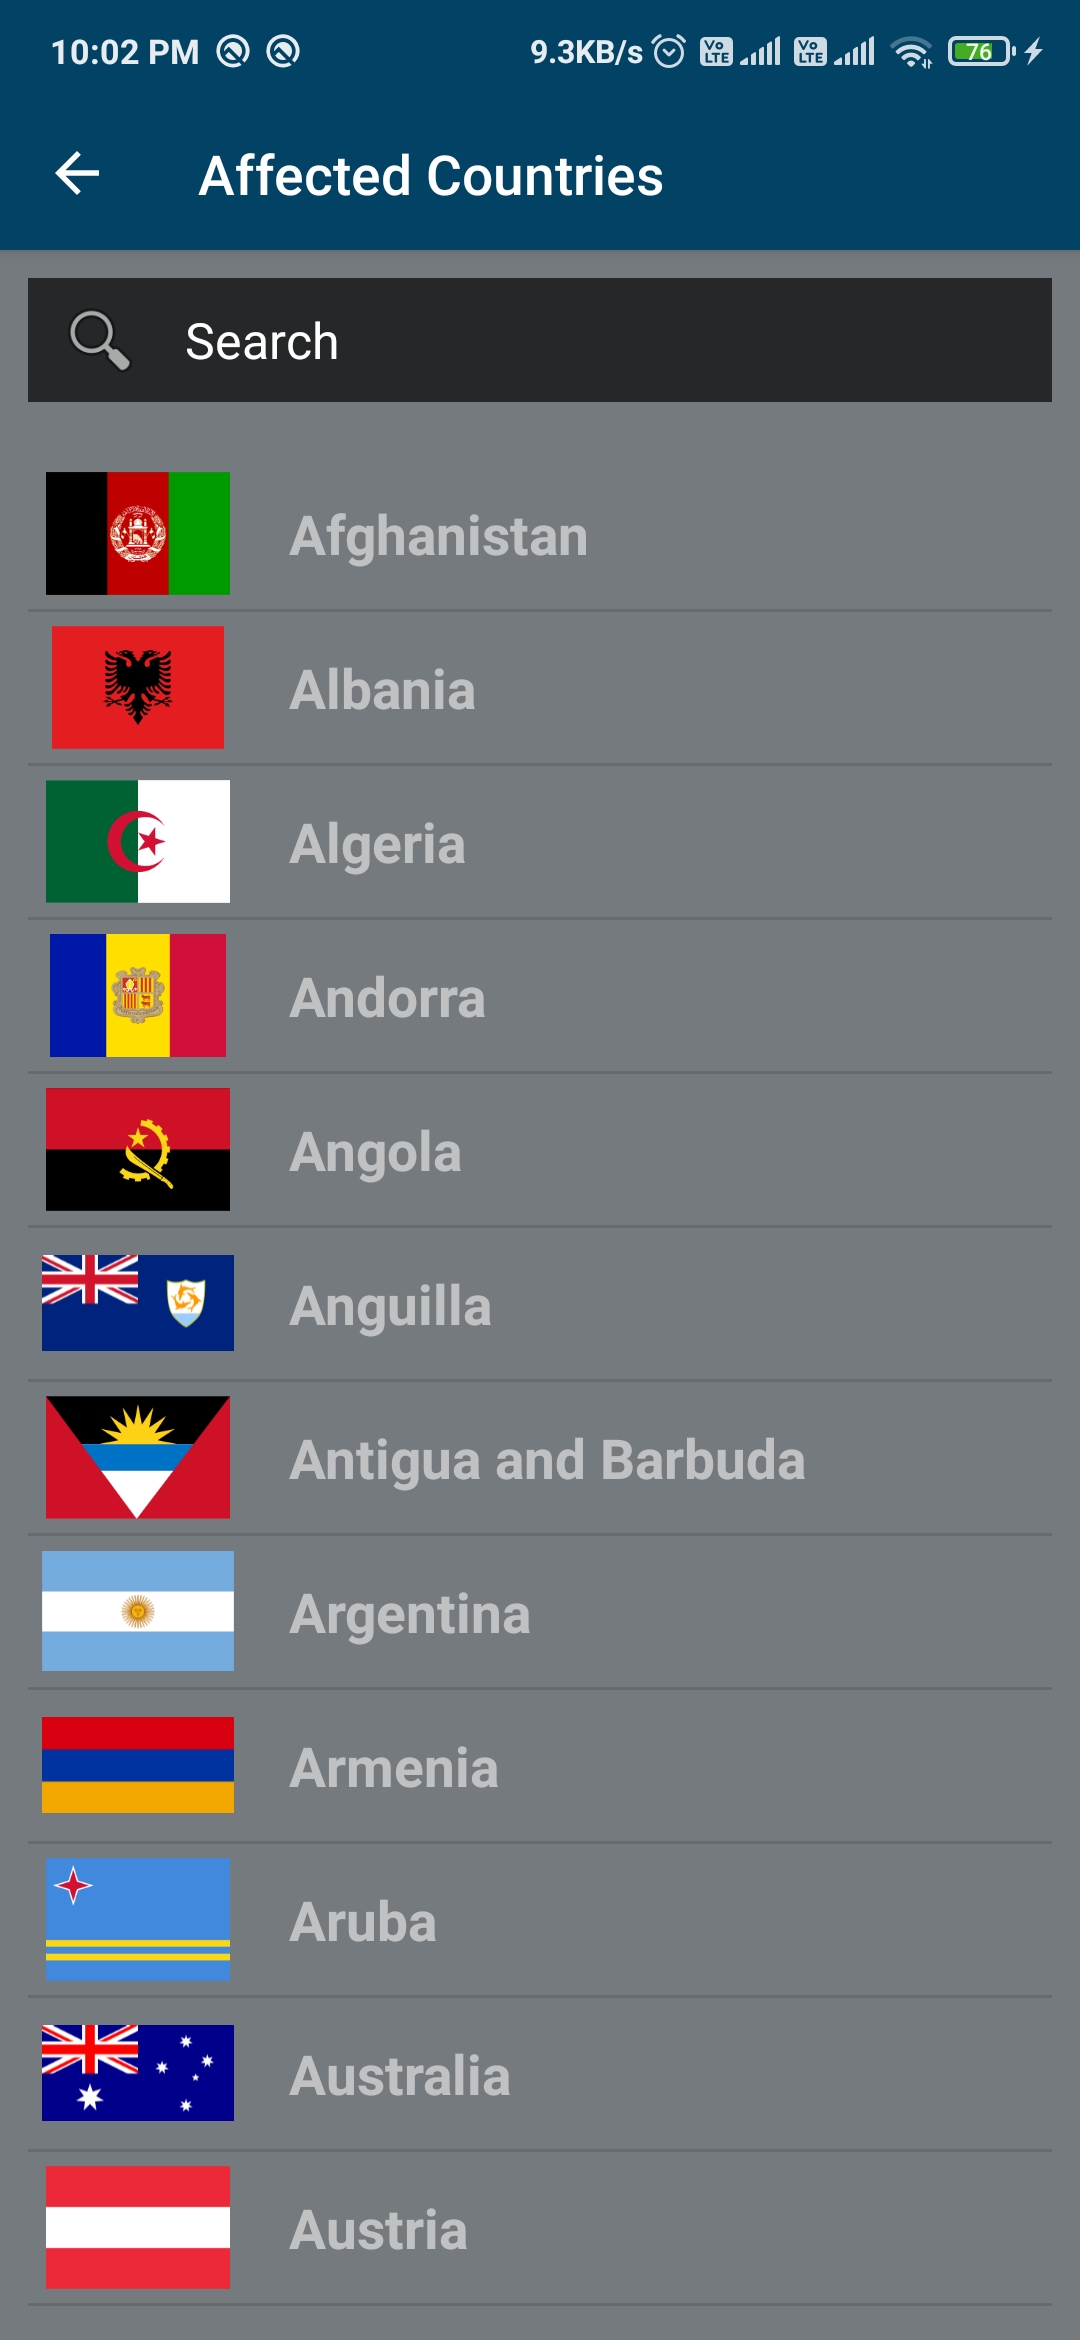 10:02 PM 9.3KB/s Vo LTE Vo LTE 76
Affected Countries
Search
Afghanistan
Albania
Algeria
Andorra
Angola
Anguilla
Antigua and Barbuda
Argentina
Armenia
Aruba
Australia
Austria